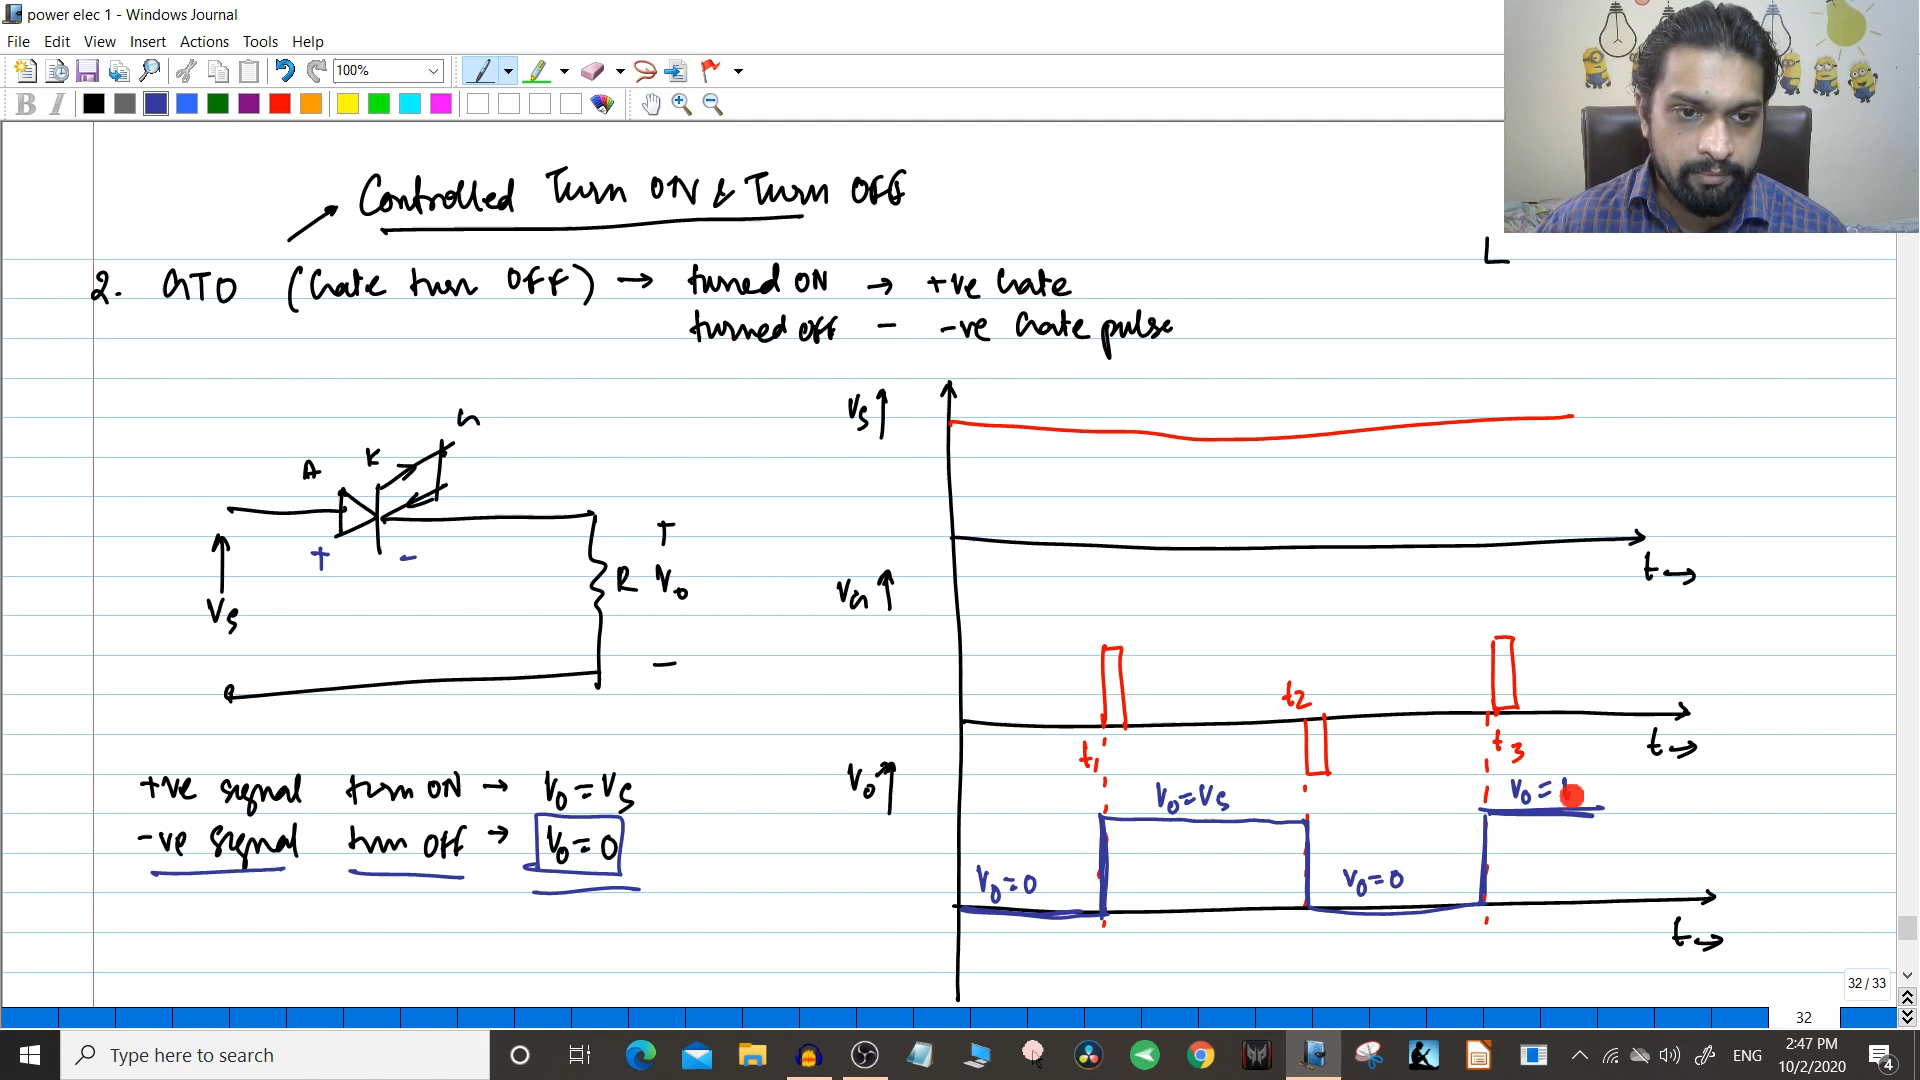 power elec 1 - Windows Journal
File Edit View Insert Actions Tools Help
100%
B I
Controlled Turn ON & Turn OFF
L
2. GTO (Gate turn OFF) → turned ON → +ve Gate
turned off - -ve Gate pulse
Vs
G
A K
+ -
+
R Vo
-
Vs
t→
VG
t1
t2
t3
t→
Vo
+ve signal turn ON → Vo = Vs
-ve signal turn off → Vo = 0
Vo=0
Vo=Vs
Vo=0
Vo =
t→
32 / 33
32
Type here to search
ENG
2:47 PM
10/2/2020
4